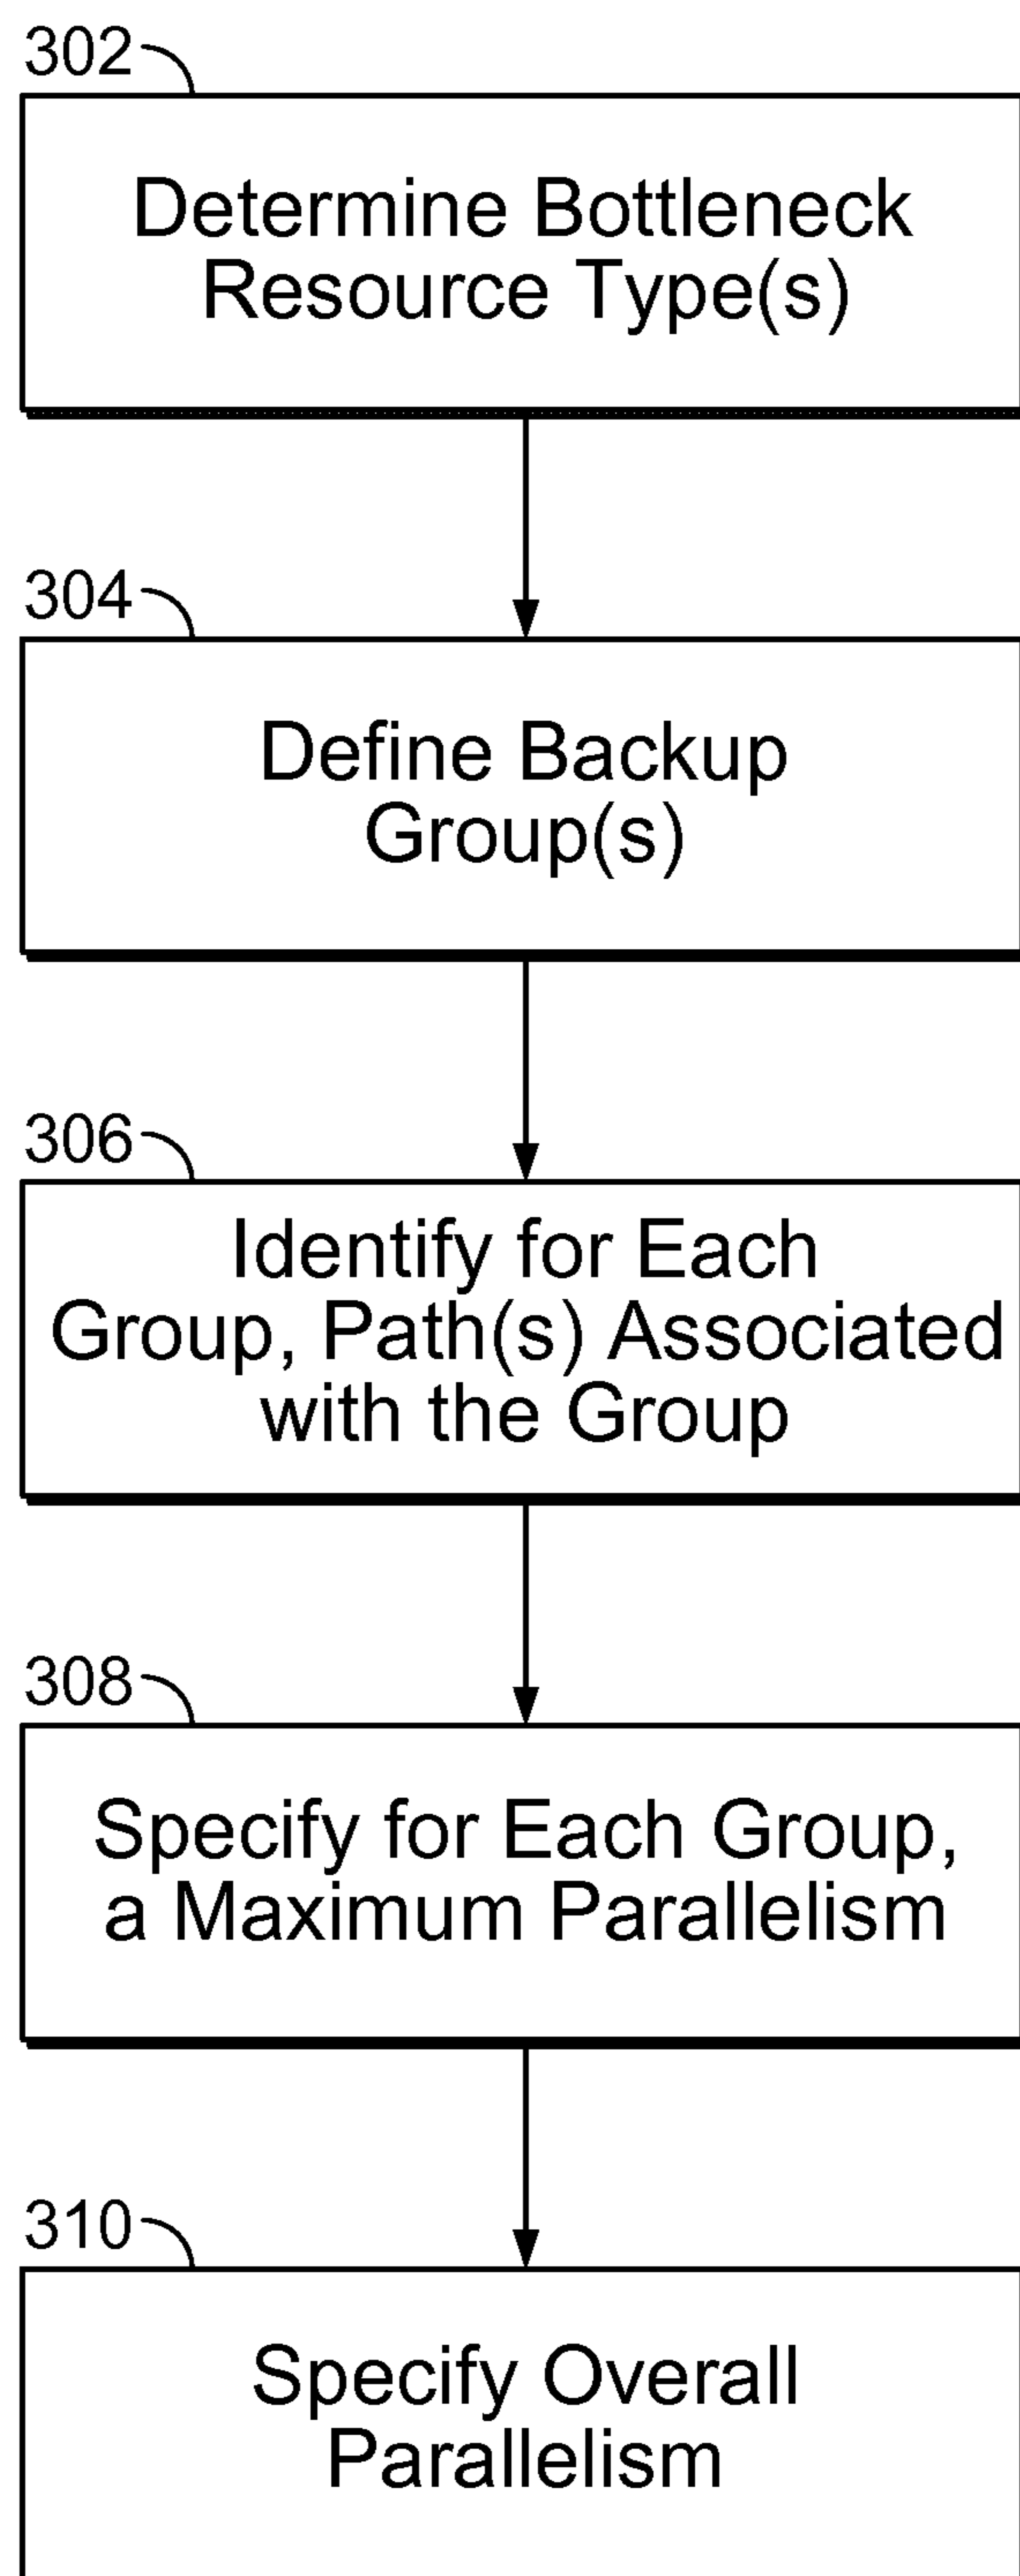 302
Determine Bottleneck
Resource Type(s)
304
Define Backup
Group(s)
306
Identify for Each
Group, Path(s) Associated
with the Group
308
Specify for Each Group,
a Maximum Parallelism
310
Specify Overall
Parallelism